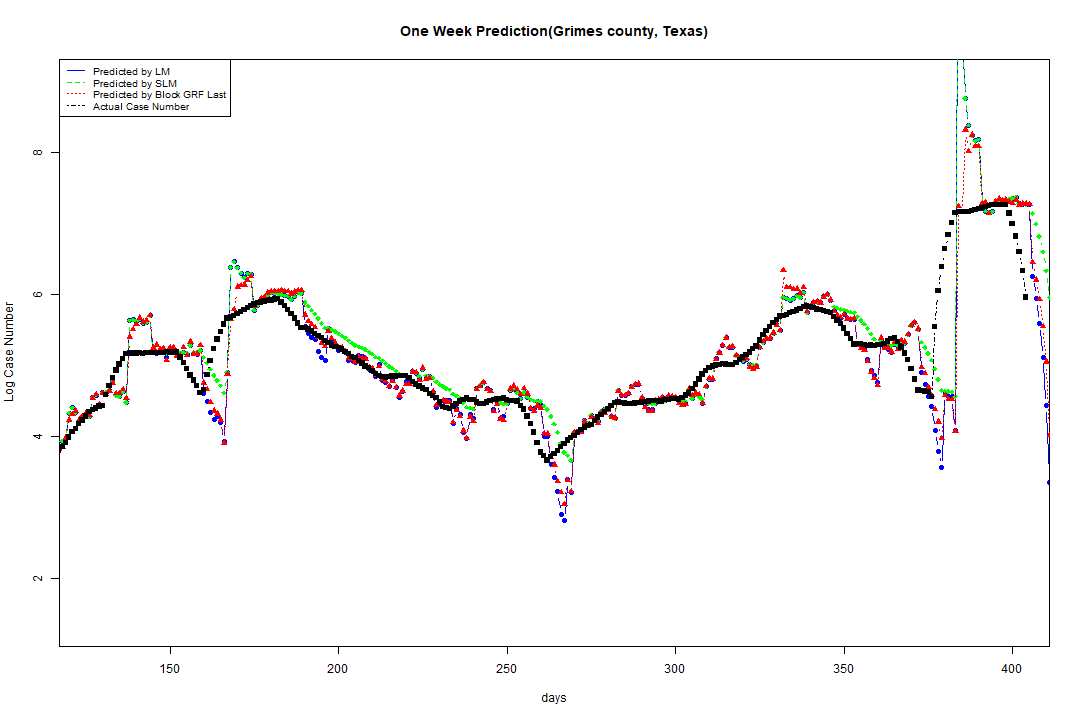 One Week Prediction(Grimes county, Texas)
Predicted by LM
Predicted by SLM
Predicted by Block GRF Last
Actual Case Number
8
6
4
2
Log Case Number
150 200 250 300 350 400
days